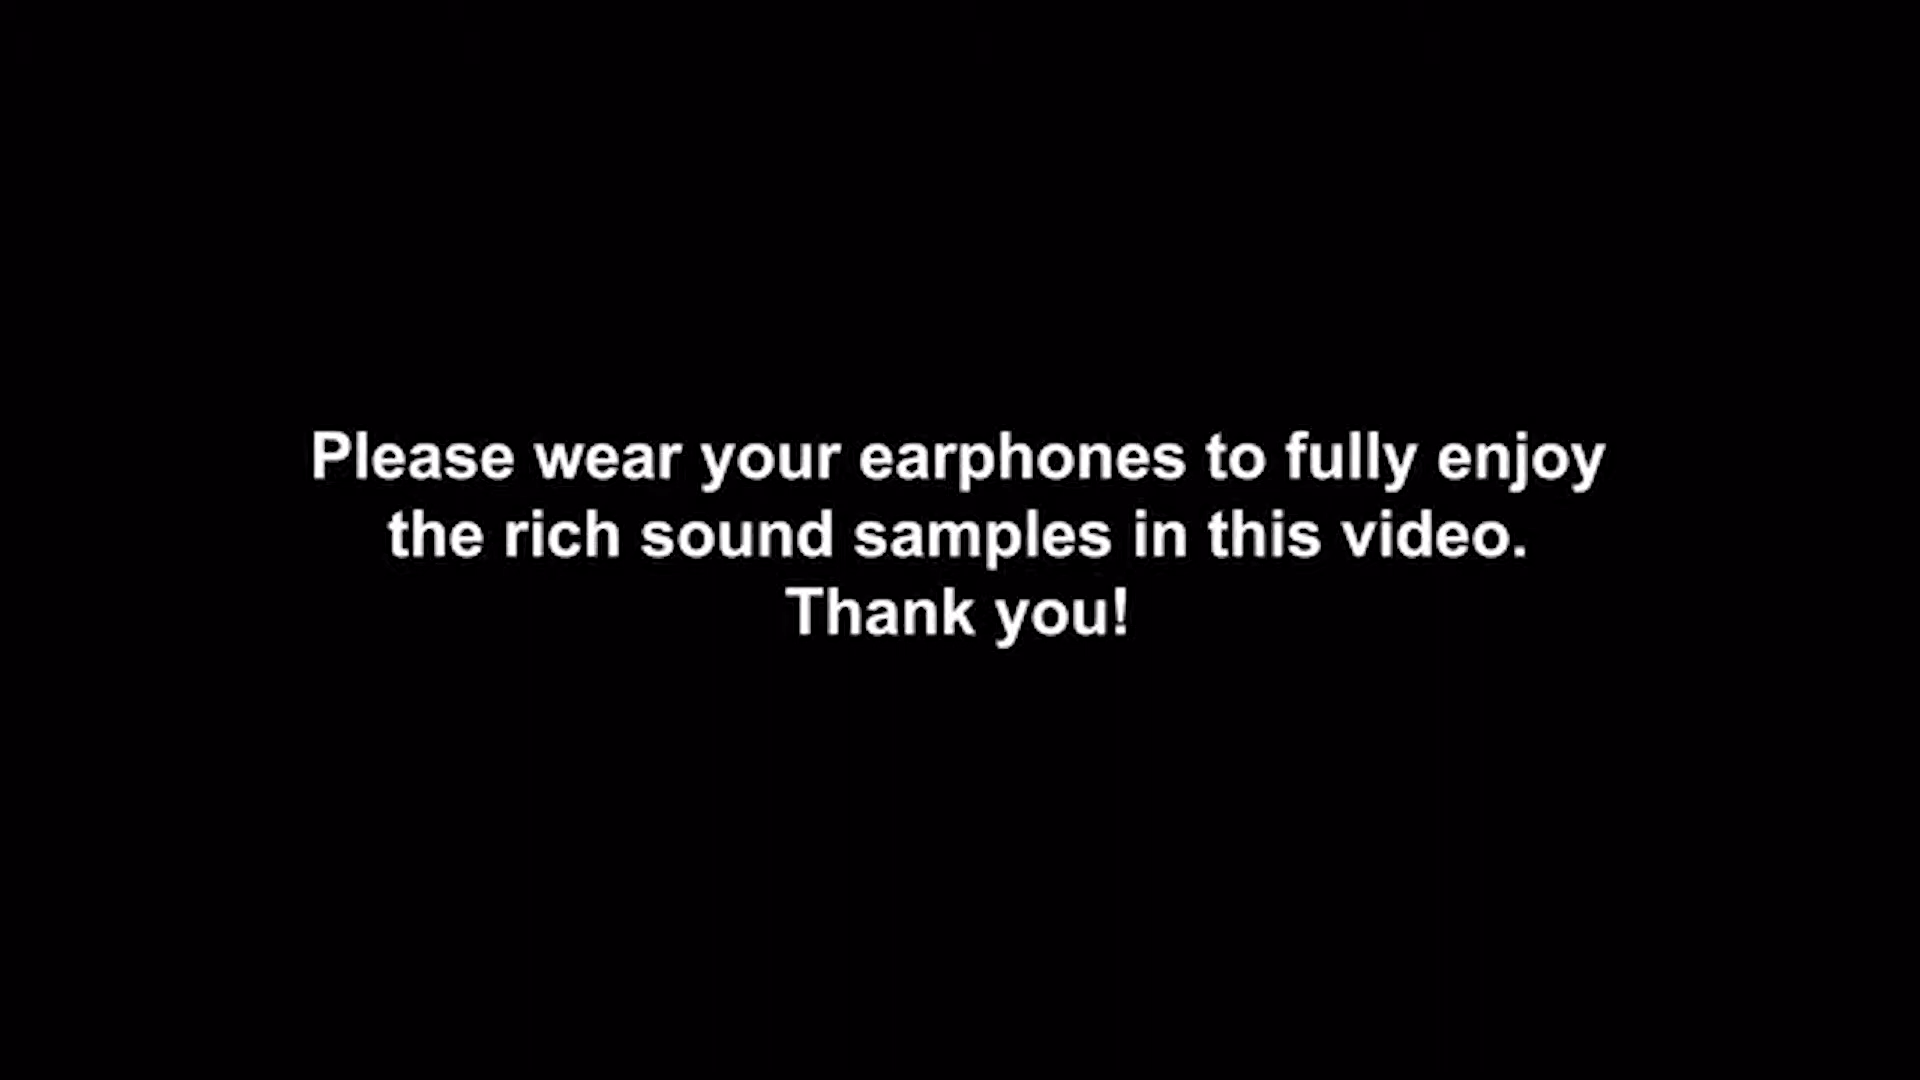 Please wear your earphones to fully enjoy
the rich sound samples in this video.
Thank you!